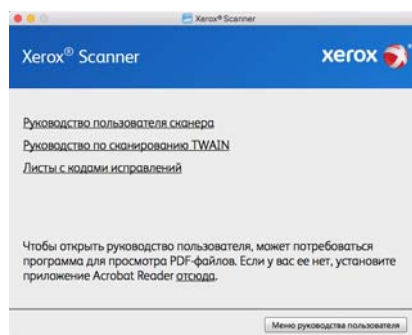 Xerox® Scanner
Xerox® Scanner
xerox
Руководство пользователя сканера
Руководство по сканированию TWAIN
Листы с кодами исправлений
Чтобы открыть руководство пользователя, может потребоваться
программа для просмотра PDF-файлов. Если у вас ее нет, установите
приложение Acrobat Reader отсюда.
Меню руководства пользователя